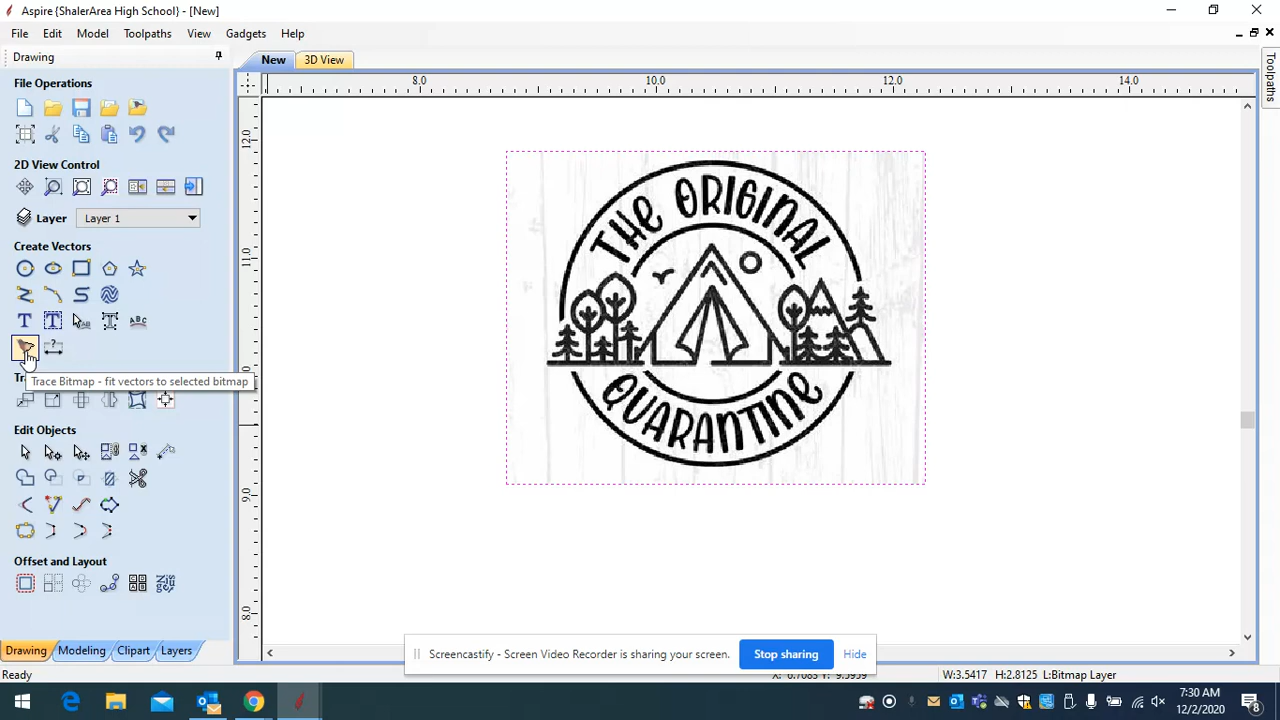 Aspire {ShalerArea High School} - [New]
File Edit Model Toolpaths View Gadgets Help
Drawing
New 3D View
Toolpaths
File Operations
2D View Control
Layer Layer 1
Create Vectors
Trace Bitmap - fit vectors to selected bitmap
Edit Objects
Offset and Layout
8.0 10.0 12.0 14.0
12.0
11.0
9.0
8.0
THE ORIGINAL
QUARANTINE
Drawing Modeling Clipart Layers
Screencastify - Screen Video Recorder is sharing your screen. Stop sharing Hide
Ready W:3.5417 H:2.8125 L:Bitmap Layer
7:30 AM
12/2/2020
8